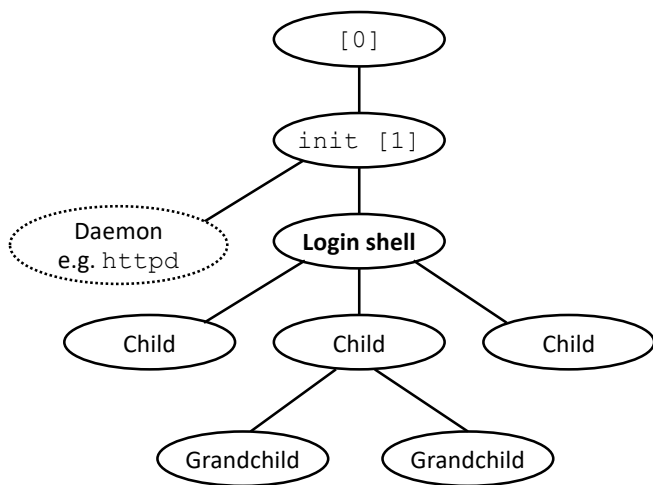 [0]
init [1]
Daemon
e.g. httpd
Login shell
Child
Child
Child
Grandchild
Grandchild